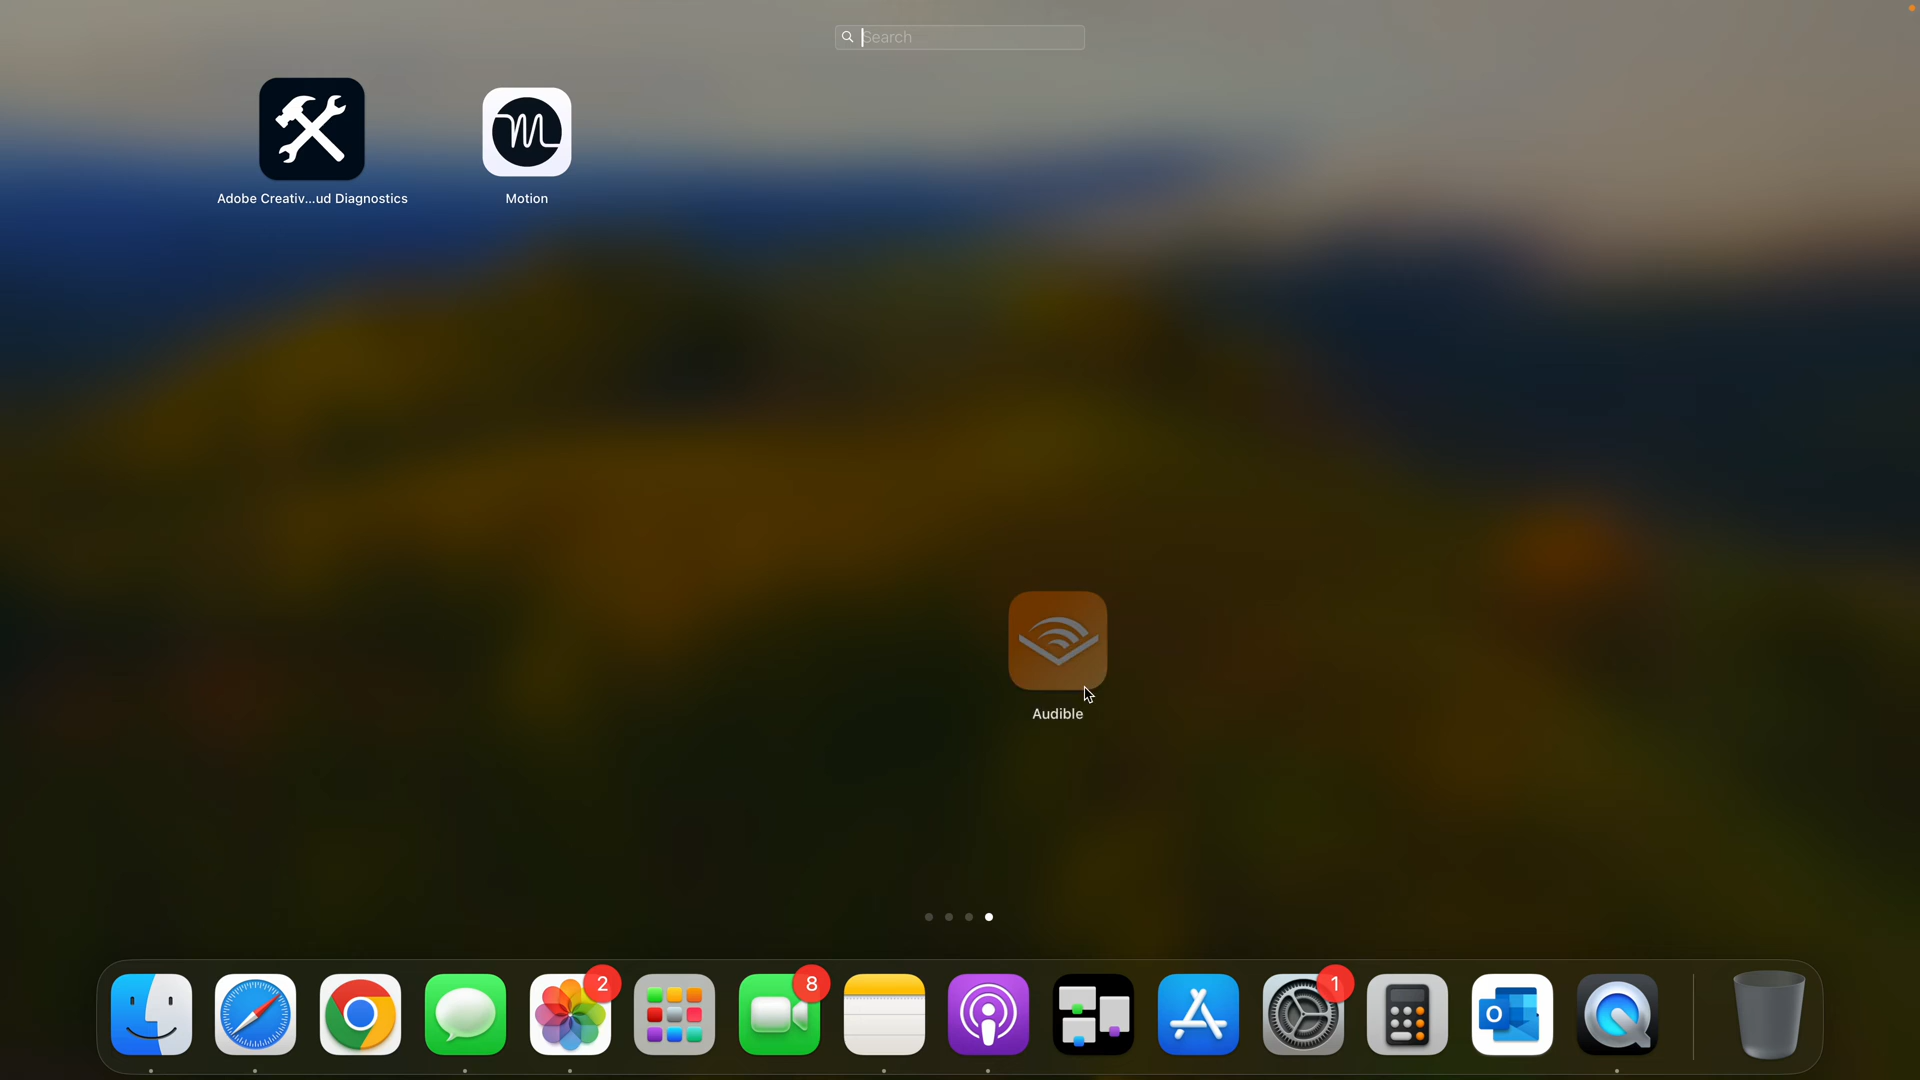 Search
Adobe Creativ...ud Diagnostics
Motion
Audible
2
8
1